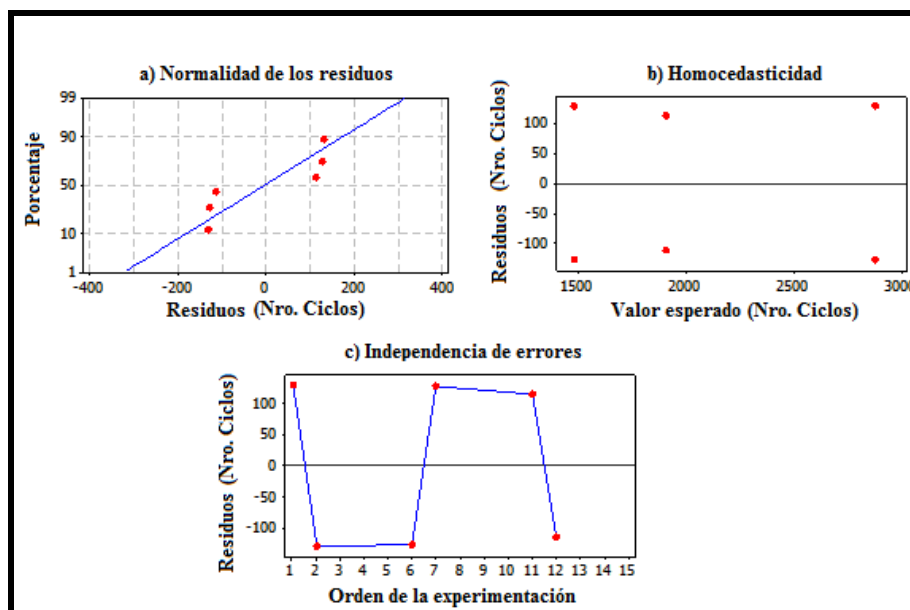 a) Normalidad de los residuos
Porcentaje
99
90
50
10
1
-400
-200
0
200
400
Residuos (Nro. Ciclos)
b) Homocedasticidad
Residuos (Nro. Ciclos)
100
50
0
-50
-100
1500
2000
2500
3000
Valor esperado (Nro. Ciclos)
c) Independencia de errores
Residuos (Nro. Ciclos)
100
50
0
-50
-100
1 2 3 4 5 6 7 8 9 10 11 12 13 14 15
Orden de la experimentación